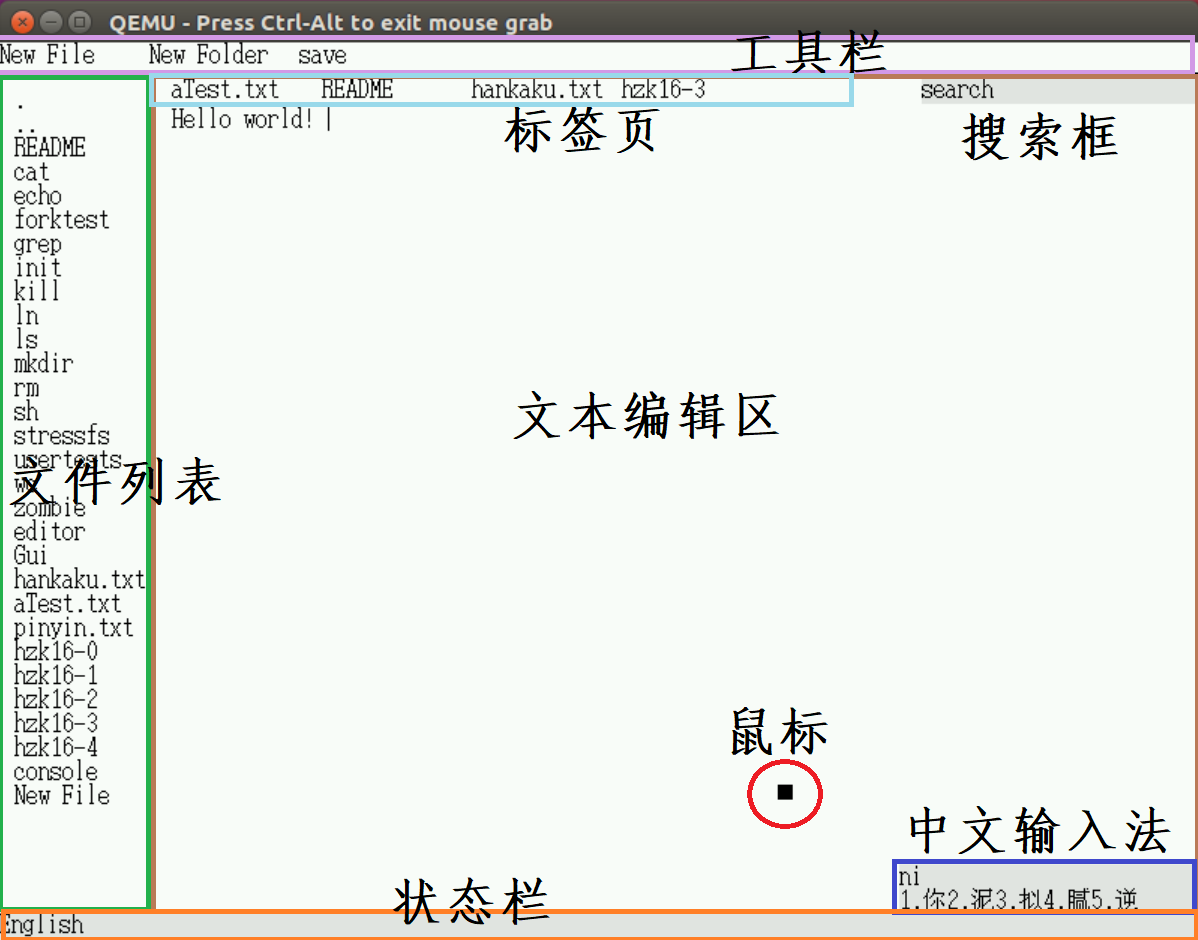 QEMU - Press Ctrl-Alt to exit mouse grab
New File New Folder save
工具栏
aTest.txt README hankaku.txt hzk16-3
search
Hello world!
标签页
搜索框
.
..
README
cat
echo
forktest
grep
init
kill
ln
ls
mkdir
rm
sh
stressfs
usertests
zombie
editor
Gui
hankaku.txt
aTest.txt
pinyin.txt
hzk16-0
hzk16-1
hzk16-2
hzk16-3
hzk16-4
console
New File
文件列表
文本编辑区
鼠标
中文输入法
ni
1.你2.泥3.拟4.腻5.逆
状态栏
English